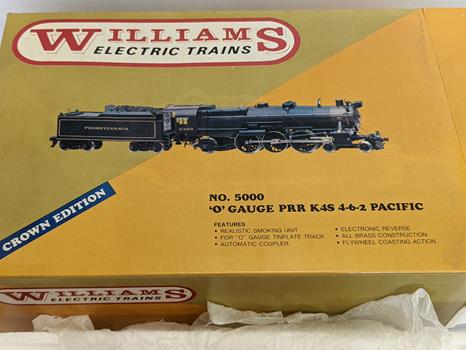 WILLIAMS
ELECTRIC TRAINS
PENNSYLVANIA
NO. 5000
'O' GAUGE PRR K4S 4-6-2 PACIFIC
CROWN EDITION
FEATURES
• REALISTIC SMOKING UNIT
• FOR "O" GAUGE TINPLATE TRACK
• AUTOMATIC COUPLER
• ELECTRONIC REVERSE
• ALL BRASS CONSTRUCTION
• FLYWHEEL COASTING ACTION
WILLIAMS
ELECTRIC TRAINS